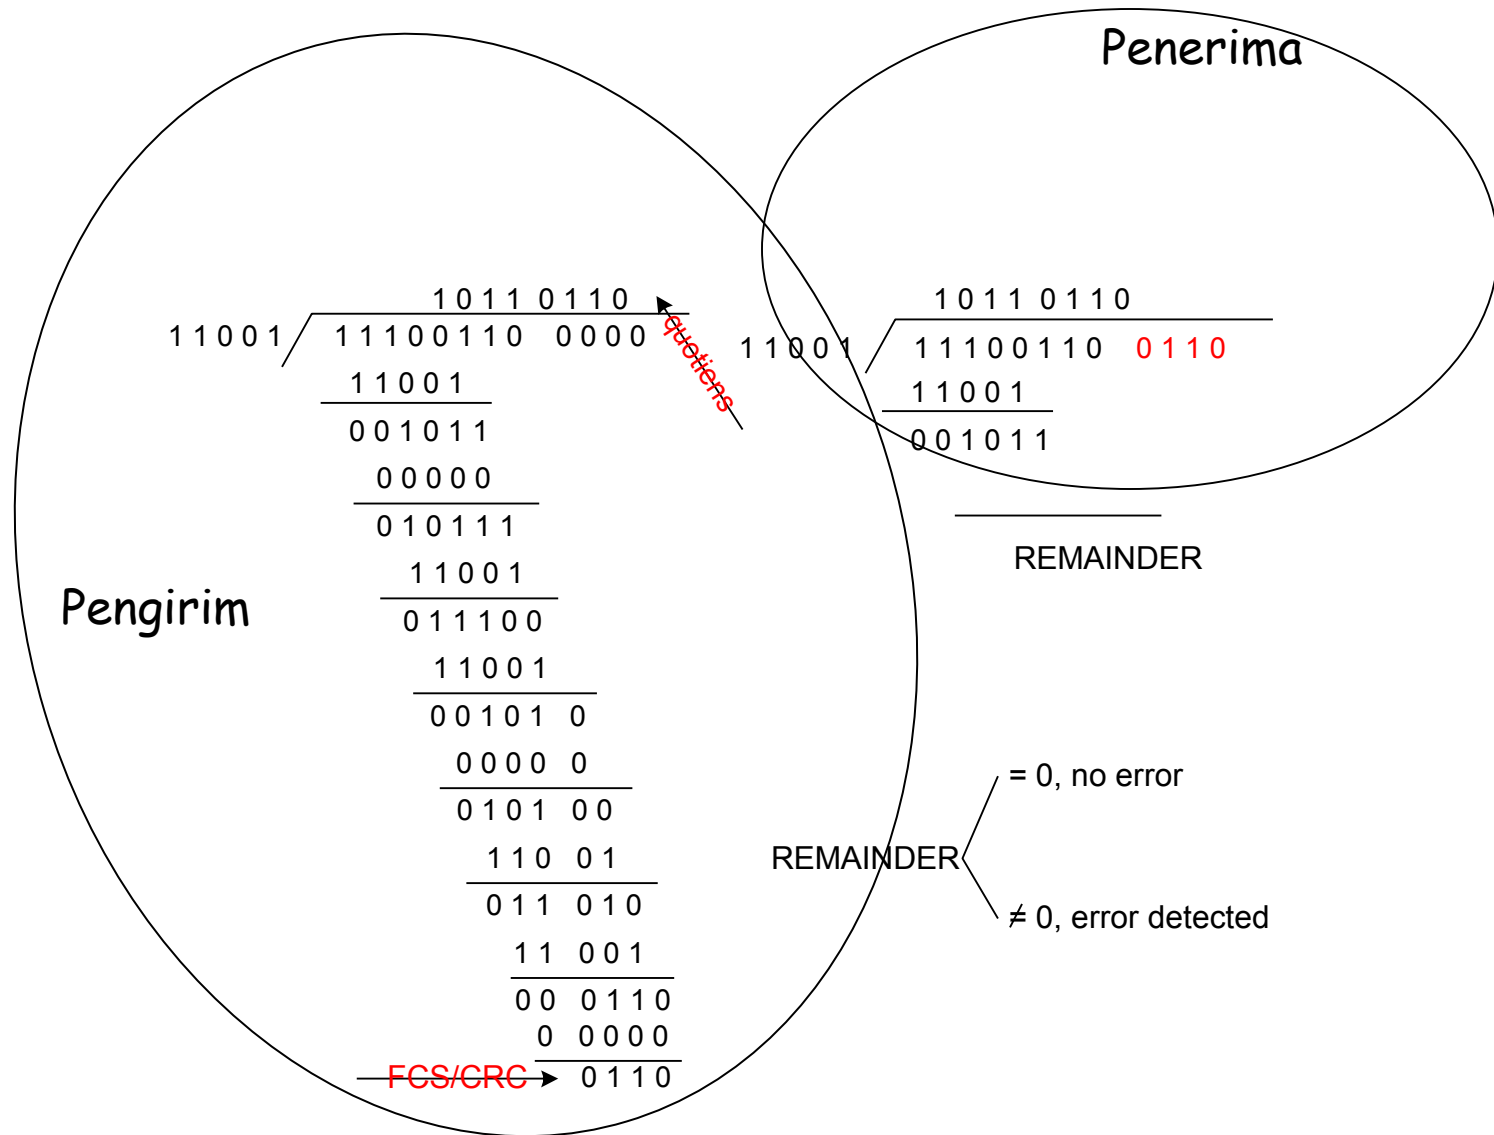 Penerima
Pengirim
1 0 1 1 0 1 1 0
1 1 0 0 1 1 1 1 0 0 1 1 0 0 0 0 0
quotiens
1 1 0 0 1
0 0 1 0 1 1
0 0 0 0 0
0 1 0 1 1 1
1 1 0 0 1
0 1 1 1 0 0
1 1 0 0 1
0 0 1 0 1 0
0 0 0 0 0
0 1 0 1 0 0
1 1 0 0 1
0 1 1 0 1 0
1 1 0 0 1
0 0 0 1 1 0
0 0 0 0 0
FCS/CRC 0 1 1 0
1 0 1 1 0 1 1 0
1 1 0 0 1 1 1 1 0 0 1 1 0 0 1 1 0
1 1 0 0 1
0 0 1 0 1 1
REMAINDER
= 0, no error
REMAINDER
≠ 0, error detected